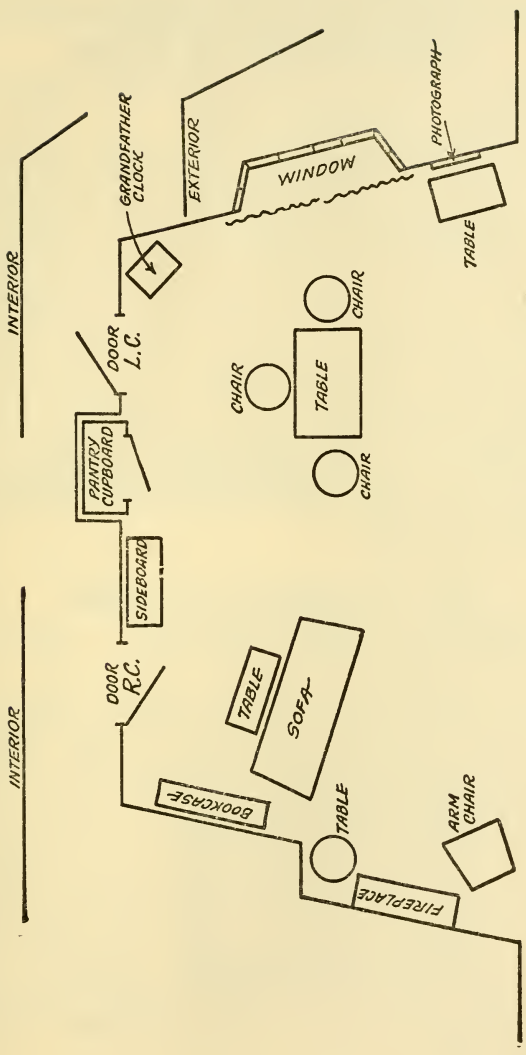 INTERIOR
INTERIOR
EXTERIOR
GRANDFATHER
CLOCK
DOOR
R.C.
SIDEBOARD
PANTRY
CUPBOARD
DOOR
L.C.
WINDOW
PHOTOGRAPH
TABLE
BOOKCASE
TABLE
SOFA
TABLE
FIREPLACE
ARM
CHAIR
CHAIR
CHAIR
TABLE
CHAIR